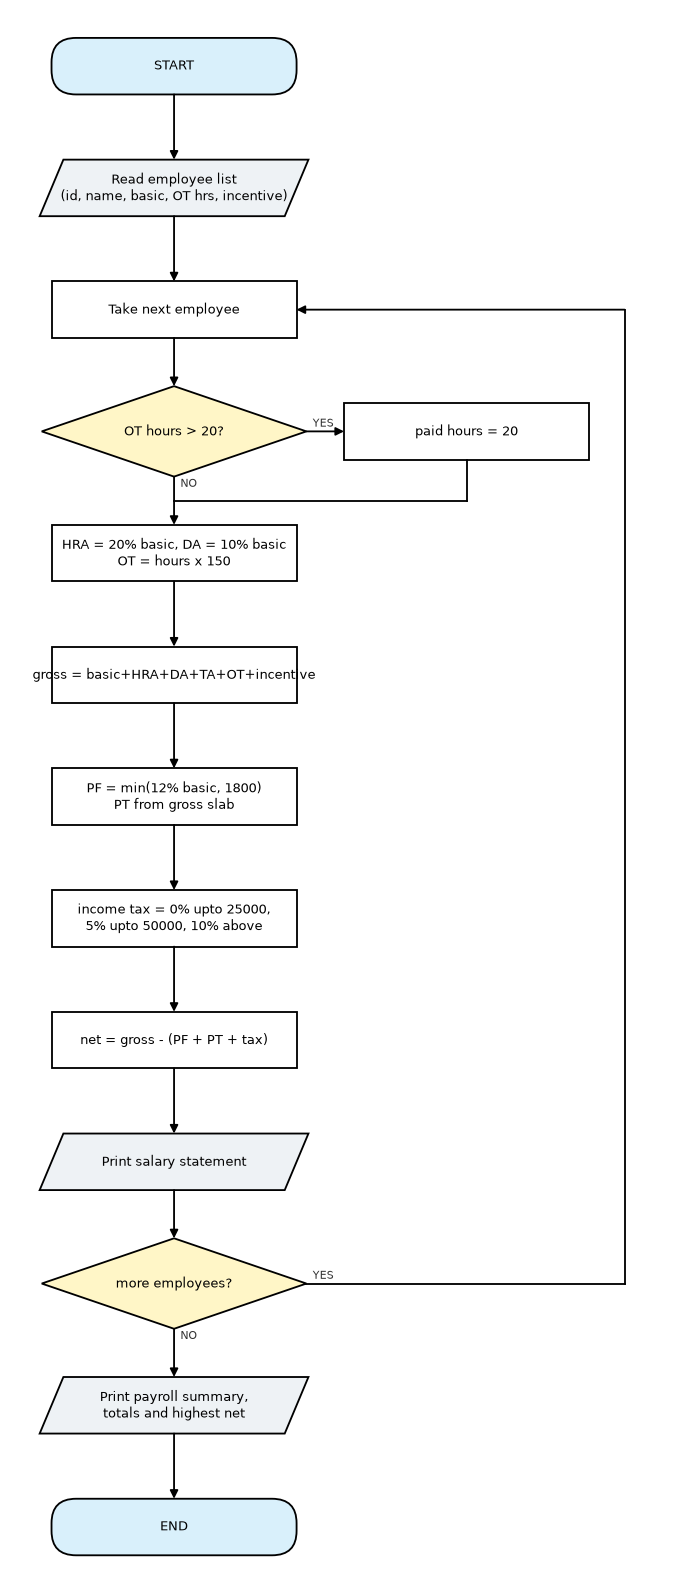 START
Read employee list
(id, name, basic, OT hrs, incentive)
Take next employee
OT hours > 20?
YES
paid hours = 20
NO
HRA = 20% basic, DA = 10% basic
OT = hours x 150
gross = basic+HRA+DA+TA+OT+incentive
PF = min(12% basic, 1800)
PT from gross slab
income tax = 0% upto 25000,
5% upto 50000, 10% above
net = gross - (PF + PT + tax)
Print salary statement
more employees?
YES
NO
Print payroll summary,
totals and highest net
END